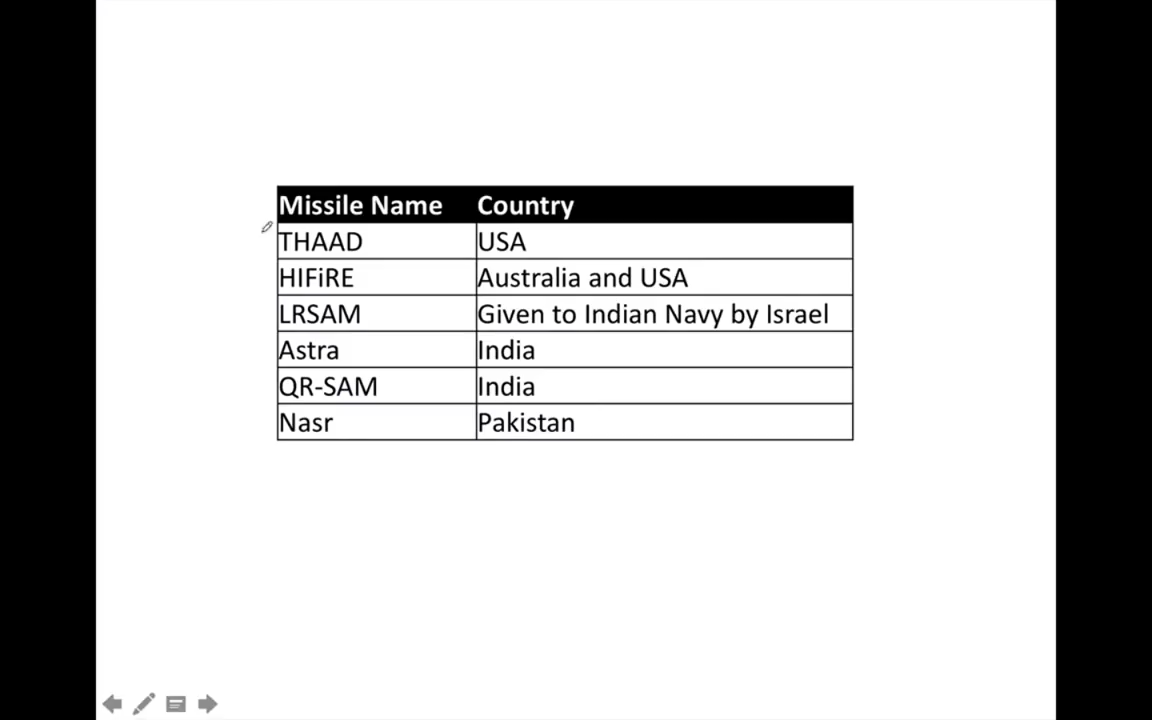 Missile Name Country
THAAD USA
HIFiRE Australia and USA
LRSAM Given to Indian Navy by Israel
Astra India
QR-SAM India
Nasr Pakistan